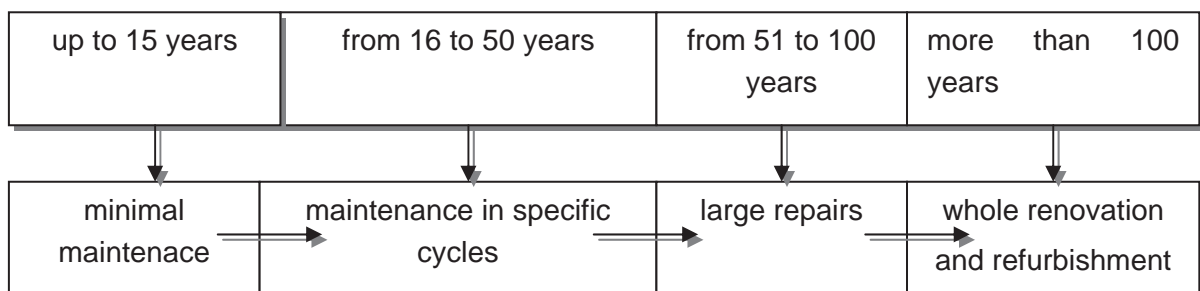 up to 15 years
from 16 to 50 years
from 51 to 100
years
more than 100
years
minimal
maintenace
maintenance in specific
cycles
large repairs
whole renovation
and refurbishment